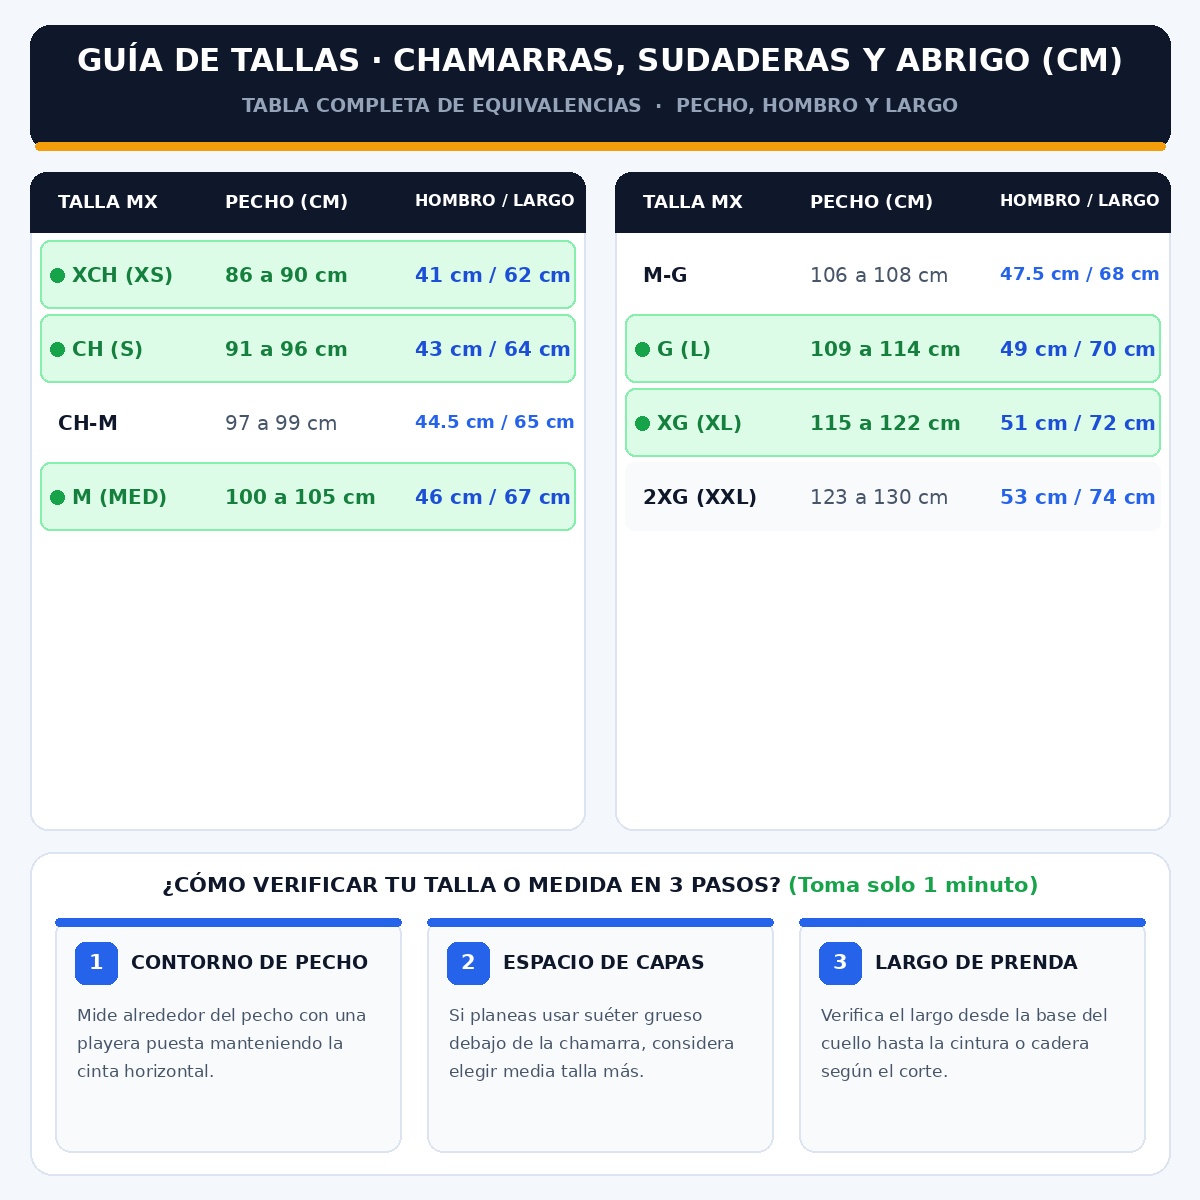 GUÍA DE TALLAS · CHAMARRAS, SUDADERAS Y ABRIGO (CM)
TABLA COMPLETA DE EQUIVALENCIAS · PECHO, HOMBRO Y LARGO
TALLA MX PECHO (CM) HOMBRO / LARGO
XCH (XS) 86 a 90 cm 41 cm / 62 cm
CH (S) 91 a 96 cm 43 cm / 64 cm
CH-M 97 a 99 cm 44.5 cm / 65 cm
M (MED) 100 a 105 cm 46 cm / 67 cm
TALLA MX PECHO (CM) HOMBRO / LARGO
M-G 106 a 108 cm 47.5 cm / 68 cm
G (L) 109 a 114 cm 49 cm / 70 cm
XG (XL) 115 a 122 cm 51 cm / 72 cm
2XG (XXL) 123 a 130 cm 53 cm / 74 cm
¿CÓMO VERIFICAR TU TALLA O MEDIDA EN 3 PASOS? (Toma solo 1 minuto)
1 CONTORNO DE PECHO
Mide alrededor del pecho con una
playera puesta manteniendo la
cinta horizontal.
2 ESPACIO DE CAPAS
Si planeas usar suéter grueso
debajo de la chamarra, considera
elegir media talla más.
3 LARGO DE PRENDA
Verifica el largo desde la base del
cuello hasta la cintura o cadera
según el corte.